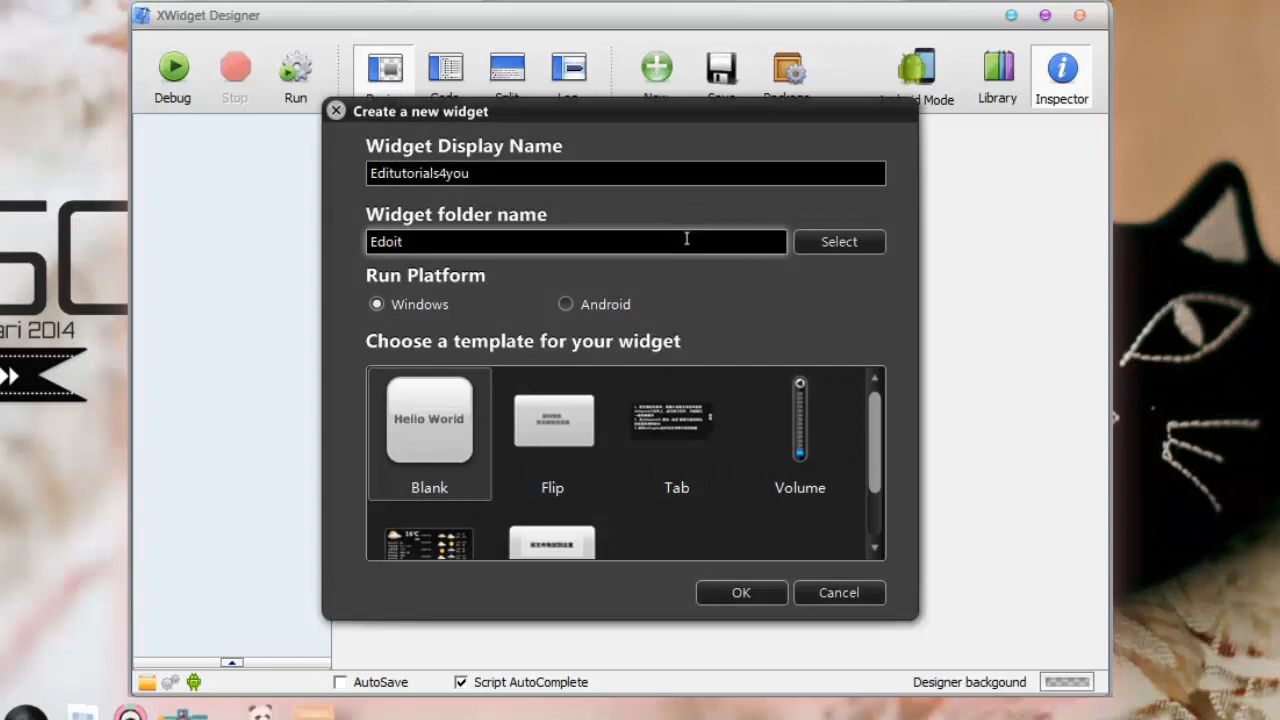 XWidget Designer
Debug
Stop
Run
Library
Inspector
Create a new widget
Widget Display Name
Editutorials4you
Widget folder name
Edoit
Select
Run Platform
Windows
Android
Choose a template for your widget
Hello World
Blank
Flip
Tab
Volume
16°C
OK
Cancel
AutoSave
Script AutoComplete
Designer backgound
ari 2014